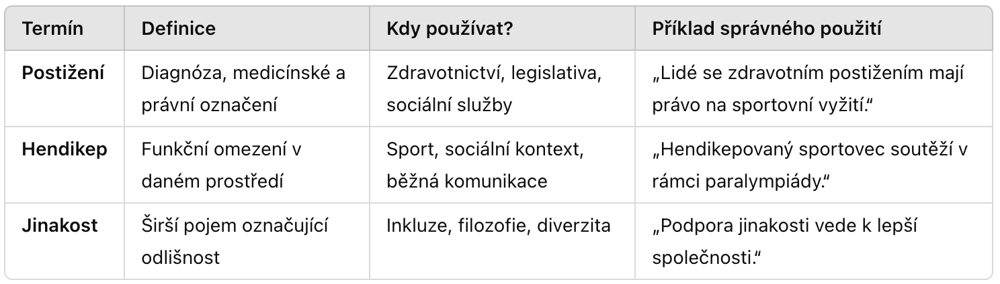 Termín Definice Kdy používat? Příklad správného použití
Postižení Diagnóza, medicínské a Zdravotnictví, legislativa, „Lidé se zdravotním postižením mají
právní označení sociální služby právo na sportovní vyžití.“
Hendikep Funkční omezení v Sport, sociální kontext, „Hendikepovaný sportovec soutěží v
daném prostředí běžná komunikace rámci paralympiády.“
Jinakost Širší pojem označující Inkluze, filozofie, diverzita „Podpora jinakosti vede k lepší
odlišnost společnosti.“